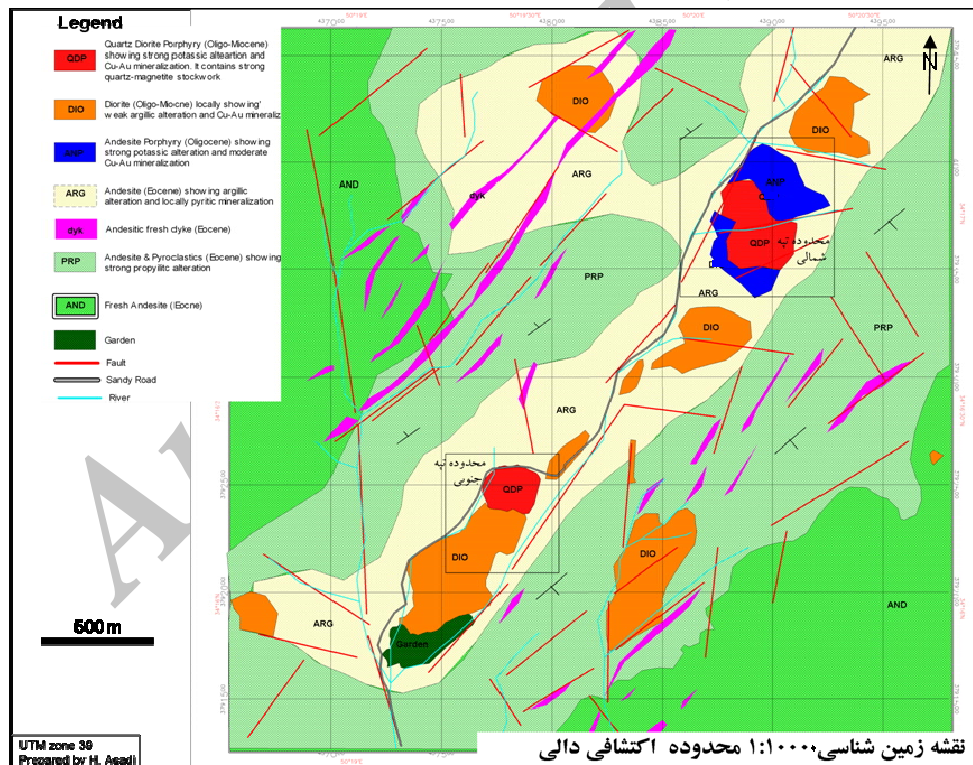 Legend
QDP
Quartz Diorite Porphyry (Oligo-Miocene)
showing strong potassic alteartion and
Cu-Au mineralization. It contains strong
quartz-magnetite stockwork
DIO
Diorite (Oligo-Miocne) locally showing'
weak argillic alteration and Cu-Au mineraliz
ANP
Andesite Porphyry (Oligocene) showing
strong potassic alteration and moderate
Cu-Au mineralization
ARG
Andesite (Eocene) showing argillic
alteration and locally pyritic mineralization
dyk
Andesitic fresh dyke (Eocene)
PRP
Andesite & Pyroclastics (Eocene) showing
strong propylite alteration
AND
Fresh Andesite (IEocne)
Garden
Fault
Sandy Road
River
500m
UTM zone 39
Prepared by H. Asadi
N
ARG
DIO
DIO
AND
ARG
dyk
ANP
QDP
محدوده تپه
شمالی
PRP
ARG
DIO
PRP
ARG
محدوده تپه
جنوبی
QDP
DIO
DIO
AND
ARG
Garden
نقشه زمین شناسی ۱:۱۰۰۰۰ محدوده اکتشافی دالی